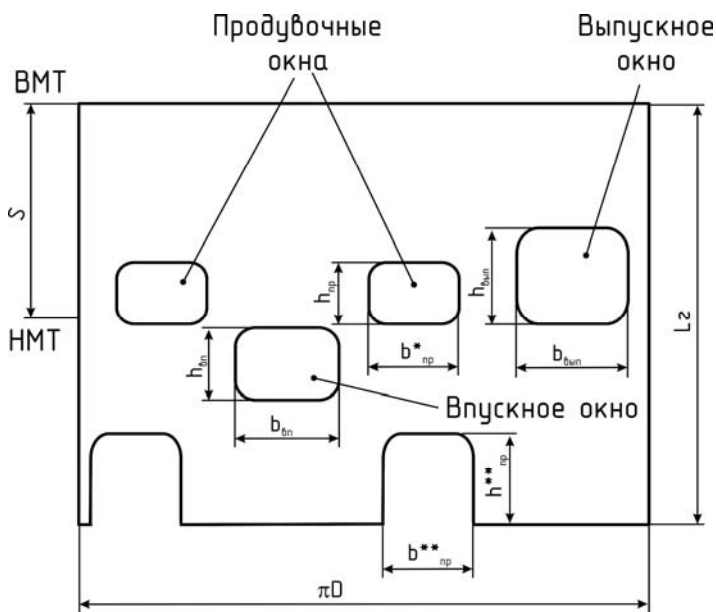 Продувочные
окна
Выпускное
окно
ВМТ
S
hпр
hвып
Lг
НМТ
b*пр
bвып
hвп
Впускное окно
bвп
h**пр
b**пр
πD